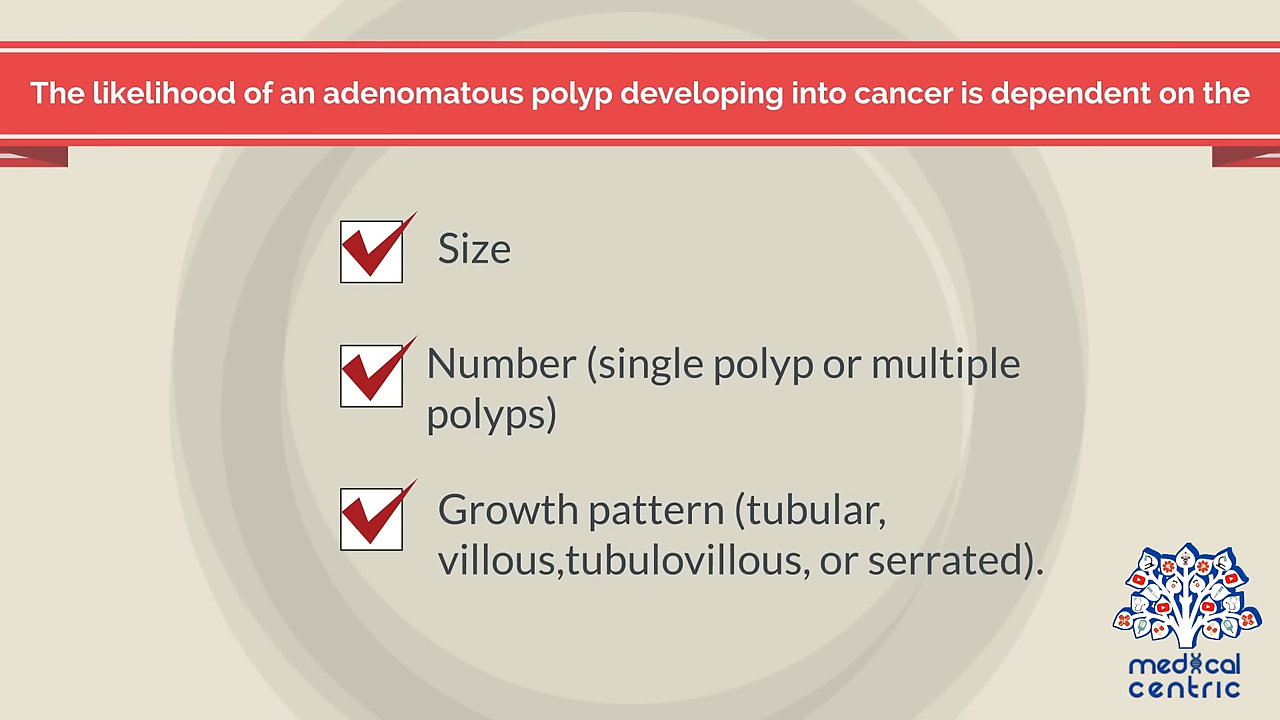 The likelihood of an adenomatous polyp developing into cancer is dependent on the
Size
Number (single polyp or multiple
polyps)
Growth pattern (tubular,
villous,tubulovillous, or serrated).
medical
centric